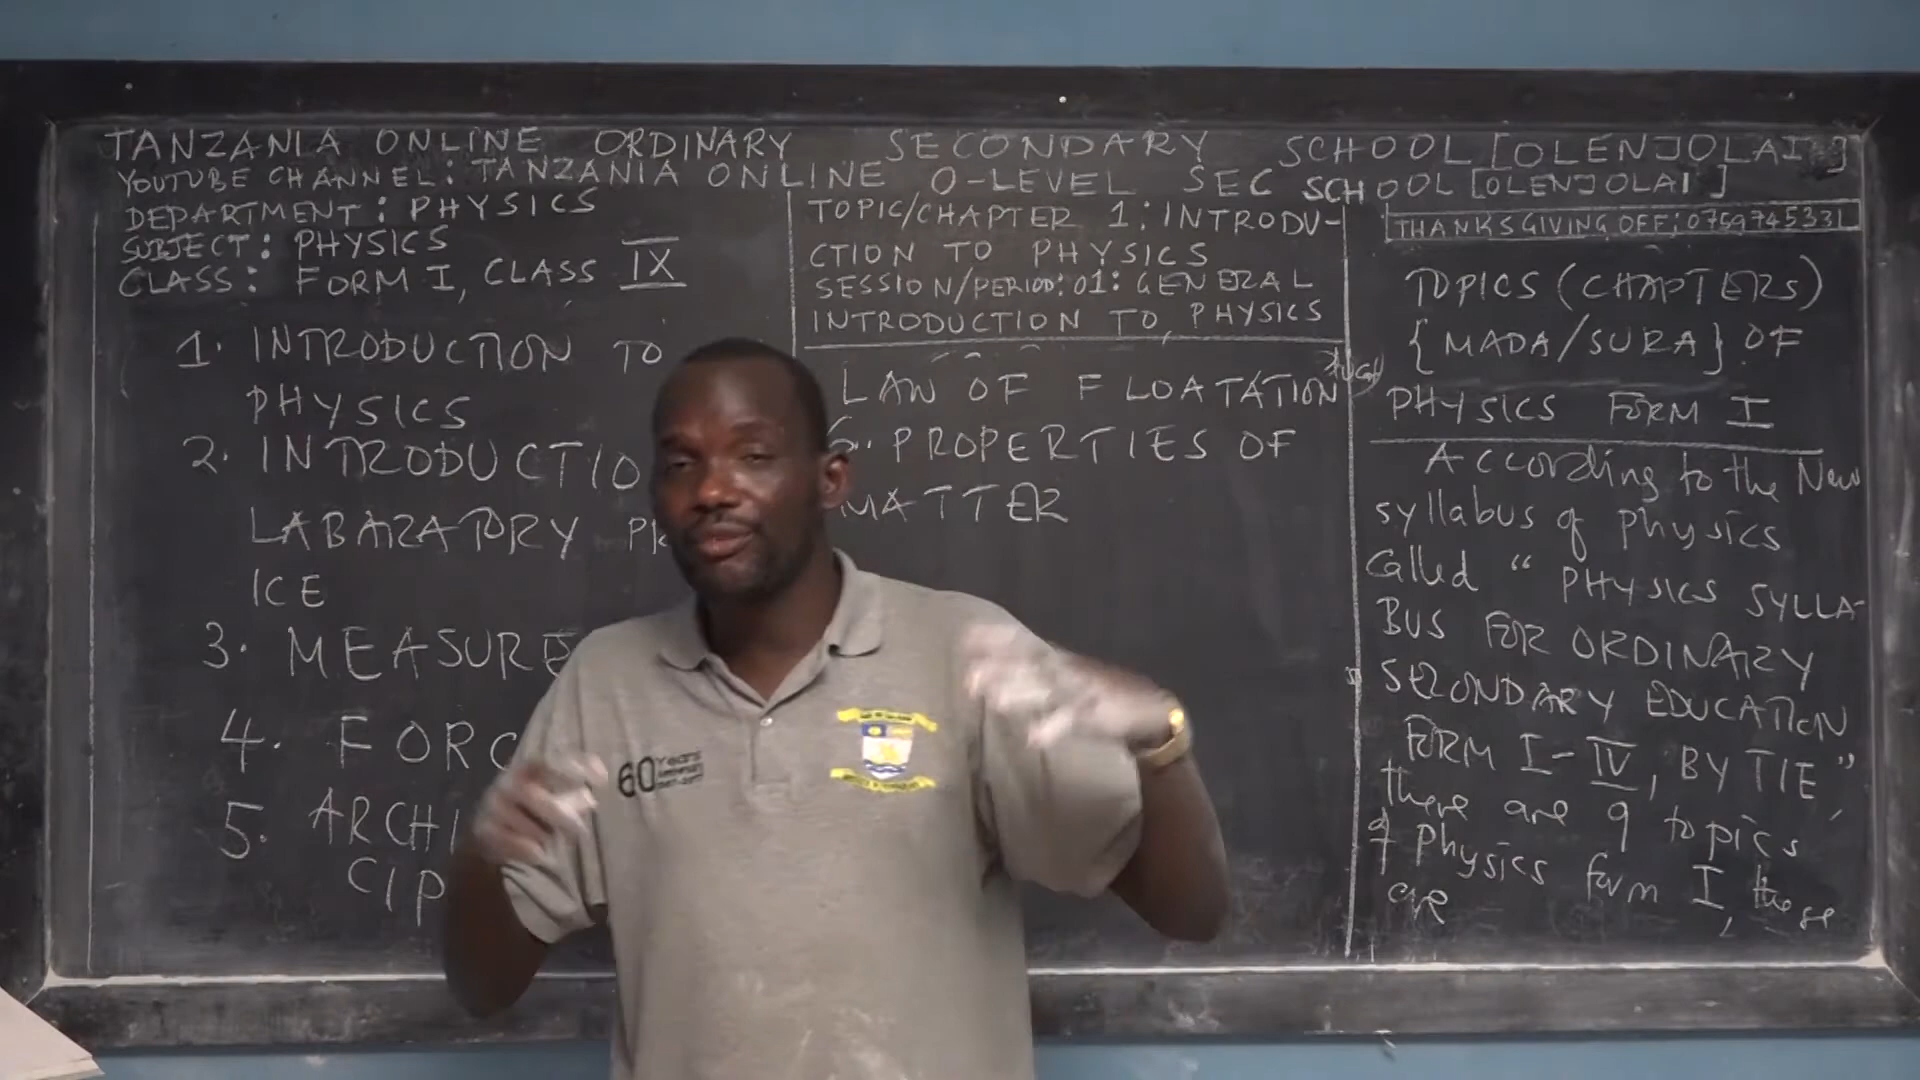 TANZANIA ONLINE ORDINARY SECONDARY SCHOOL [OLENJOLAI]
YOUTUBE CHANNEL: TANZANIA ONLINE O-LEVEL SEC SCHOOL [OLENJOLAI]
DEPARTMENT: PHYSICS
SUBJECT: PHYSICS
CLASS: FORM I, CLASS IX
1. INTRODUCTION TO
PHYSICS
2. INTRODUCTIO
LABARATORY PR
ICE
3. MEASURE
4. FORC
5. ARCHI
CIP
TOPIC/CHAPTER 1: INTRODU-
CTION TO PHYSICS
SESSION/PERIOD: 01: GENERAL
INTRODUCTION TO PHYSICS
LAW OF FLOATATION
6. PROPERTIES OF
MATTER
THANKSGIVING OFF: 0759745331
TOPICS (CHAPTERS)
{MADA/SURA} OF
PHYSICS FORM I
According to the New
syllabus of physics
called "PHYSICS SYLLA-
BUS FOR ORDINARY
SECONDARY EDUCATION
FORM I-IV, BY TIE",
there are 9 topics
of physics form I, these
are
60 Years